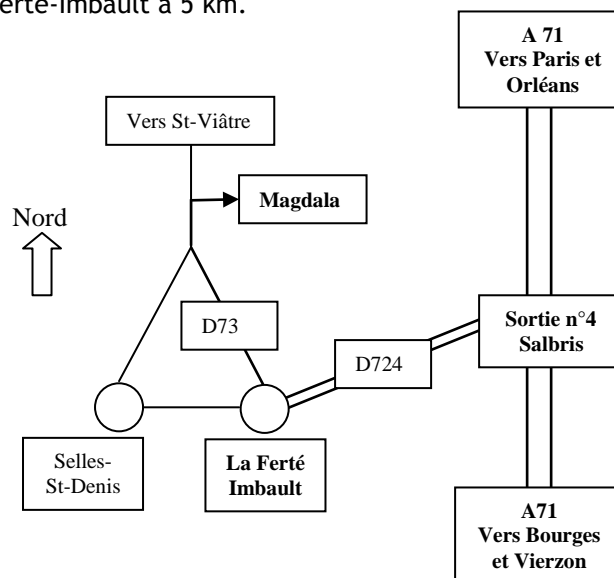 erté-Imbault à 5 km.
A 71
Vers Paris et
Orléans
Vers St-Viâtre
Magdala
Nord
D73
Sortie n°4
Salbris
D724
Selles-
St-Denis
La Ferté
Imbault
A71
Vers Bourges
et Vierzon